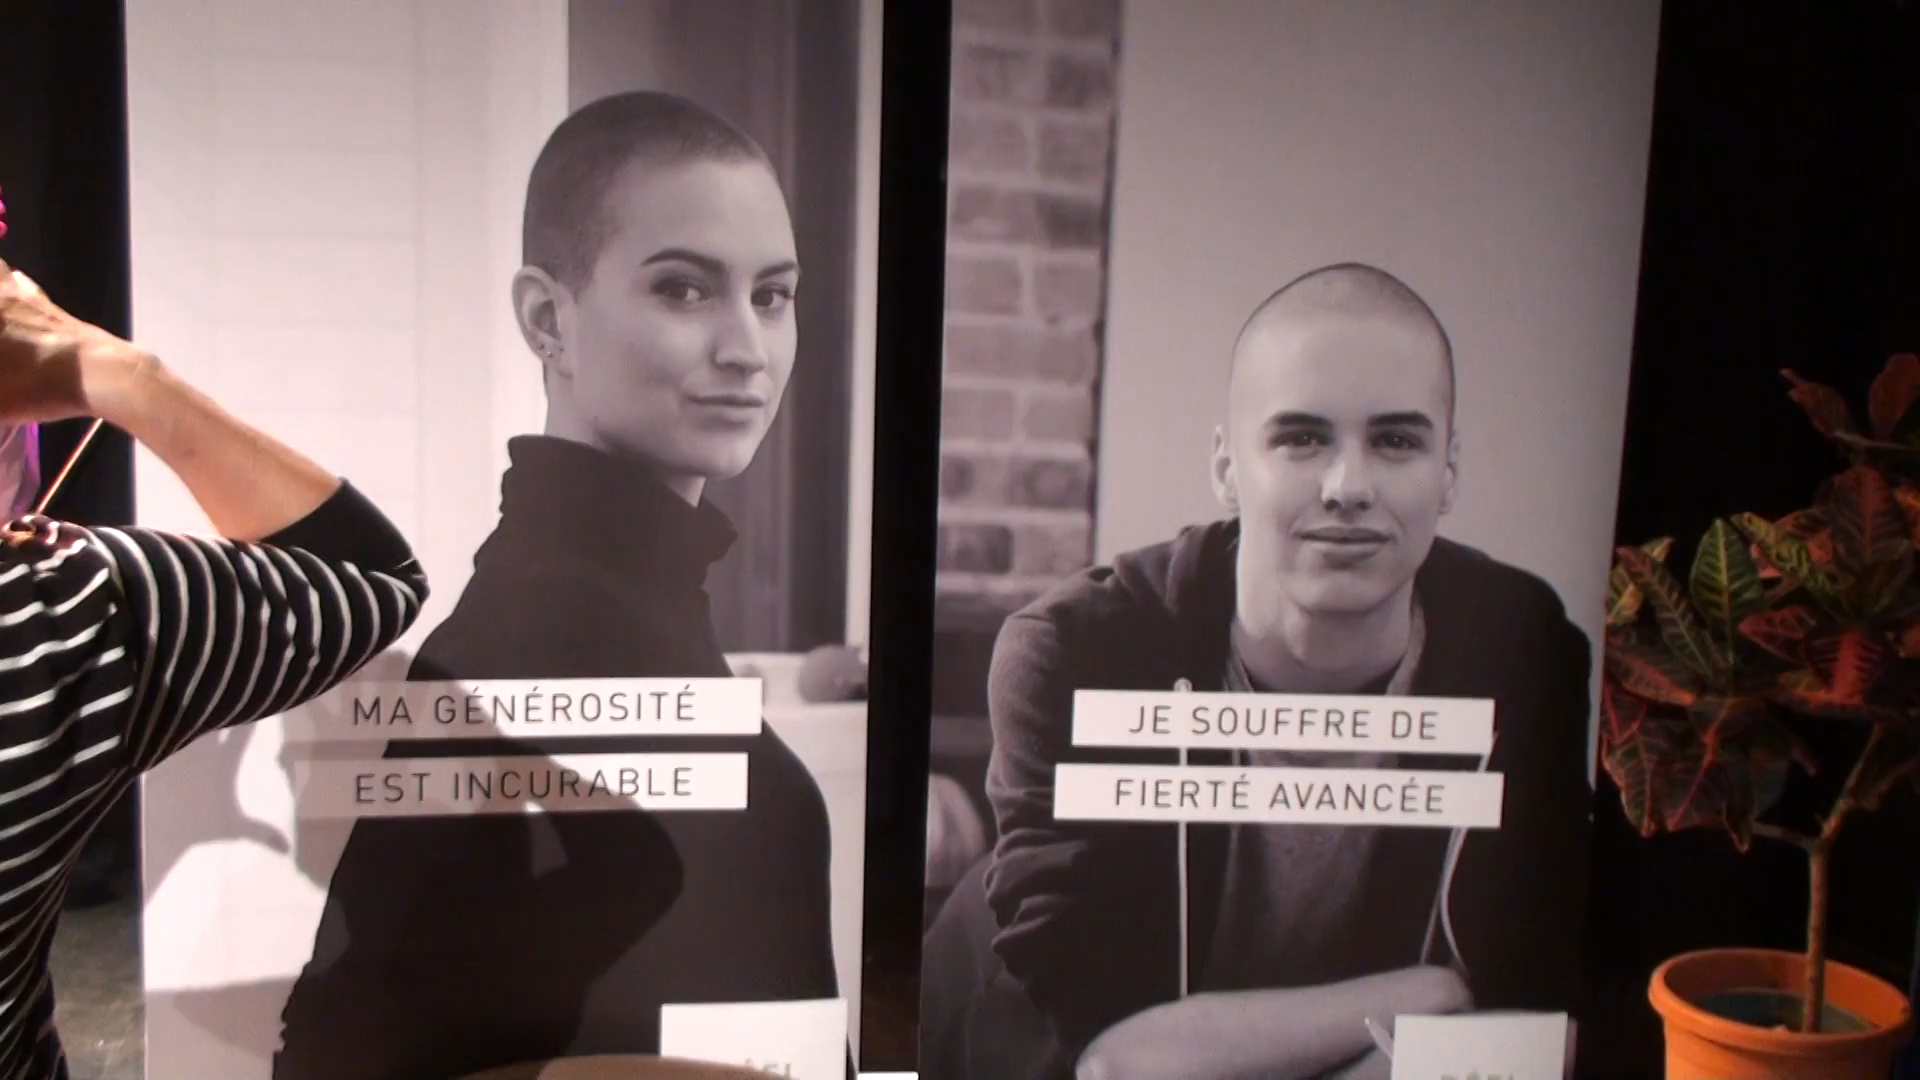 MA GÉNÉROSITÉ
EST INCURABLE
JE SOUFFRE DE
FIERTÉ AVANCÉE